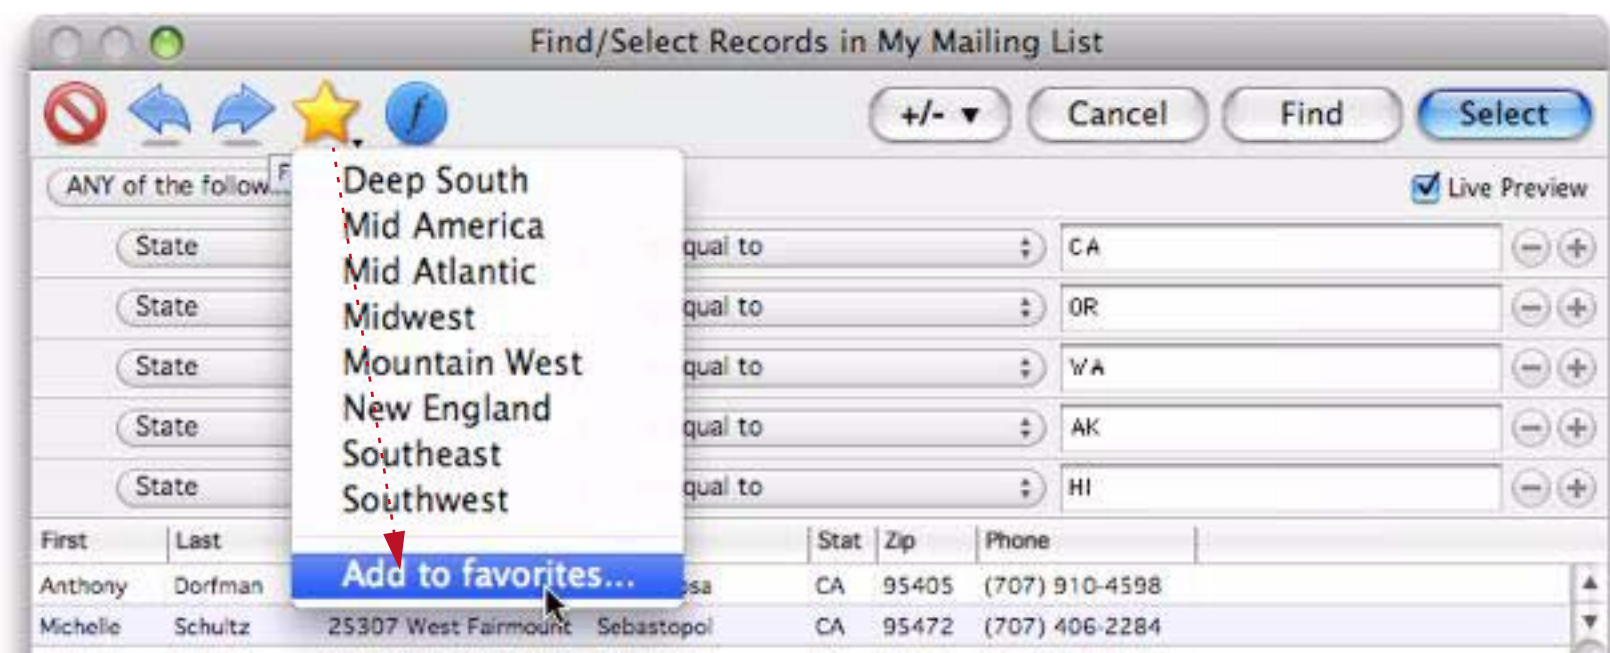 Find/Select Records in My Mailing List
f +/- Cancel Find Select
ANY of the follow... F Live Preview
Deep South
Mid America
Mid Atlantic
Midwest
Mountain West
New England
Southeast
Southwest
Add to favorites...
State qual to CA
State qual to OR
State qual to WA
State qual to AK
State qual to HI
First Last Stat Zip Phone
Anthony Dorfman sa CA 95405 (707) 910-4598
Michelle Schultz 25307 West Fairmount Sebastopol CA 95472 (707) 406-2284